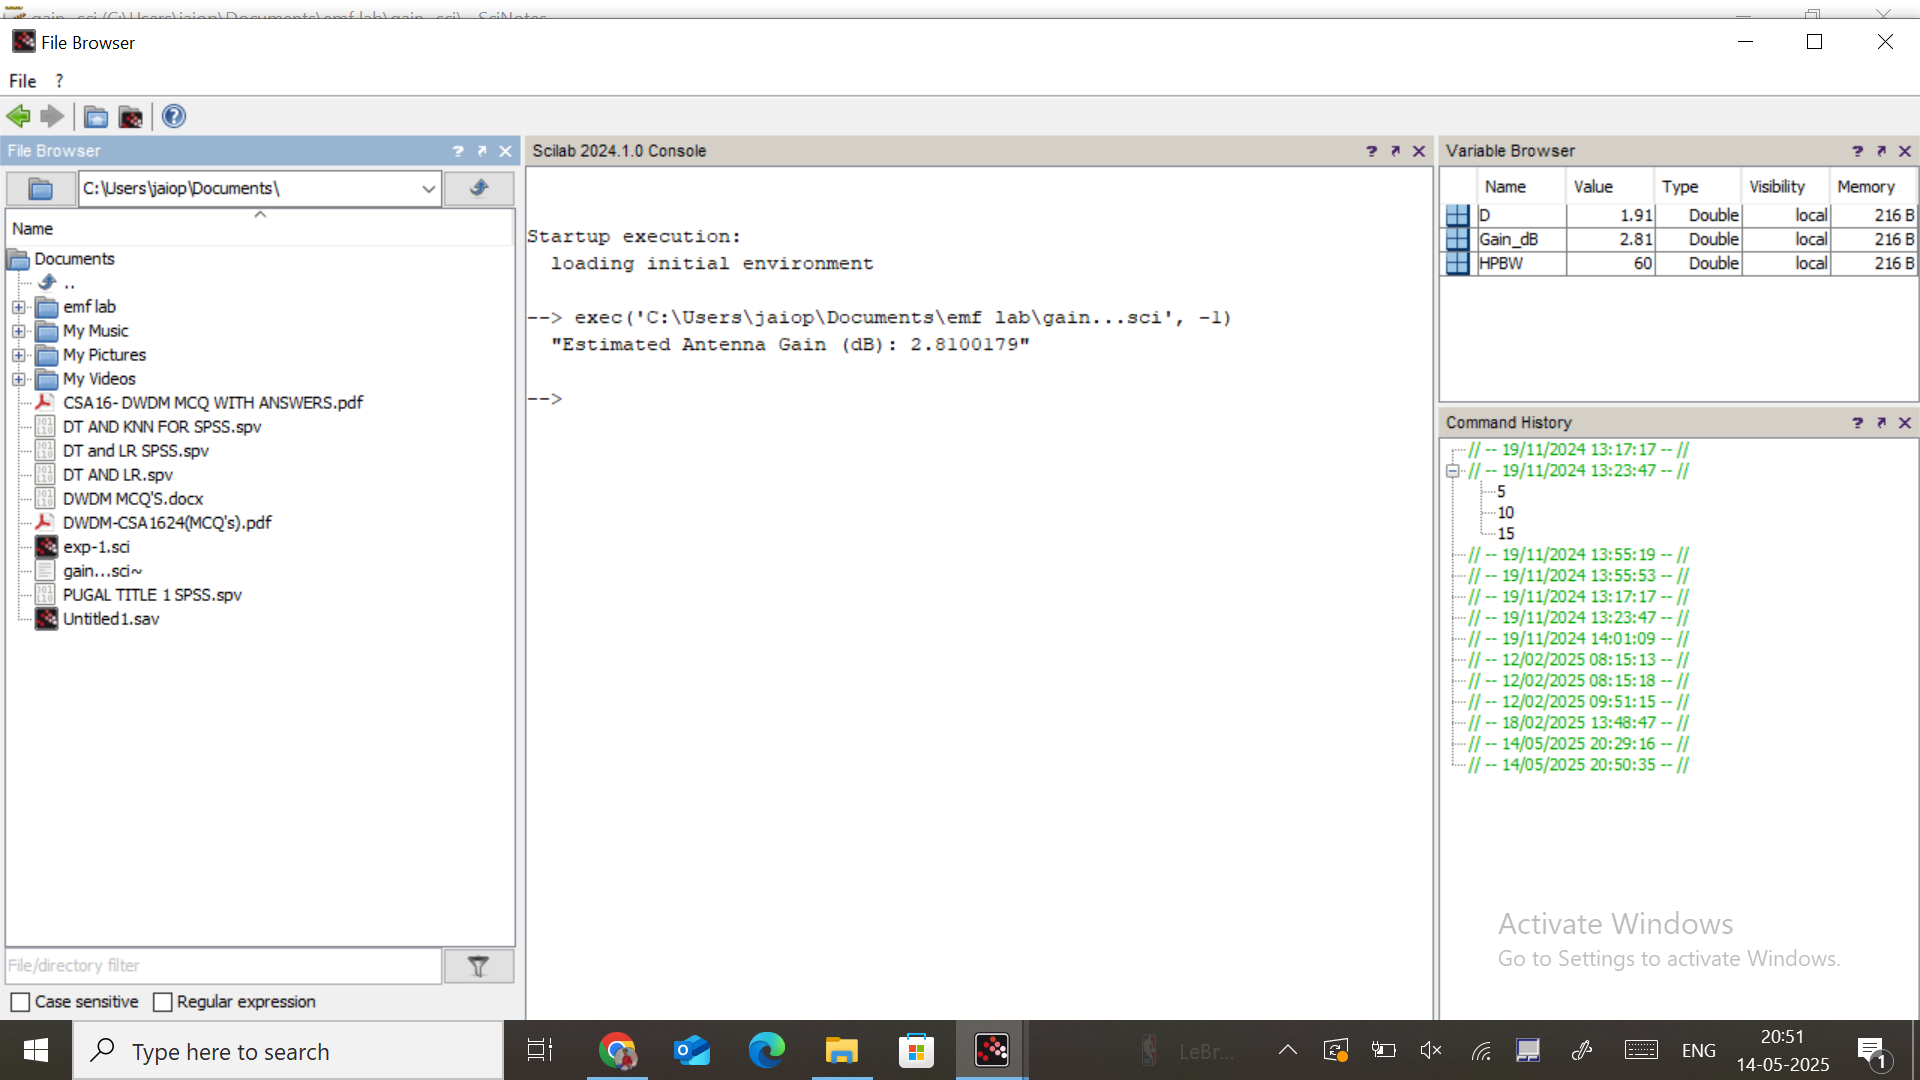 gain...sci (C:\Users\jaiop\Documents\emf lab\gain...sci) - SciNotes
File Browser
File ?
File Browser
C:\Users\jaiop\Documents\
Name
Documents
..
emf lab
My Music
My Pictures
My Videos
CSA16- DWDM MCQ WITH ANSWERS.pdf
DT AND KNN FOR SPSS.spv
DT and LR SPSS.spv
DT AND LR.spv
DWDM MCQ'S.docx
DWDM-CSA1624(MCQ's).pdf
exp-1.sci
gain...sci~
PUGAL TITLE 1 SPSS.spv
Untitled1.sav
File/directory filter
Case sensitive Regular expression
Scilab 2024.1.0 Console
Startup execution:
loading initial environment
--> exec('C:\Users\jaiop\Documents\emf lab\gain...sci', -1)
"Estimated Antenna Gain (dB): 2.8100179"
-->
Variable Browser
Name Value Type Visibility Memory
D 1.91 Double local 216 B
Gain_dB 2.81 Double local 216 B
HPBW 60 Double local 216 B
Command History
// -- 19/11/2024 13:17:17 -- //
// -- 19/11/2024 13:23:47 -- //
5
10
15
// -- 19/11/2024 13:55:19 -- //
// -- 19/11/2024 13:55:53 -- //
// -- 19/11/2024 13:17:17 -- //
// -- 19/11/2024 13:23:47 -- //
// -- 19/11/2024 14:01:09 -- //
// -- 12/02/2025 08:15:13 -- //
// -- 12/02/2025 08:15:18 -- //
// -- 12/02/2025 09:51:15 -- //
// -- 18/02/2025 13:48:47 -- //
// -- 14/05/2025 20:29:16 -- //
// -- 14/05/2025 20:50:35 -- //
Activate Windows
Go to Settings to activate Windows.
Type here to search
LeBr...
ENG
20:51
14-05-2025
1